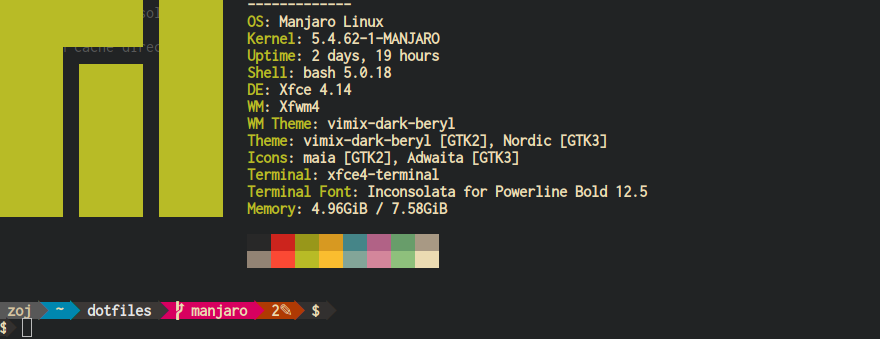 -------------
OS: Manjaro Linux
Kernel: 5.4.62-1-MANJARO
Uptime: 2 days, 19 hours
Shell: bash 5.0.18
DE: Xfce 4.14
WM: Xfwm4
WM Theme: vimix-dark-beryl
Theme: vimix-dark-beryl [GTK2], Nordic [GTK3]
Icons: maia [GTK2], Adwaita [GTK3]
Terminal: xfce4-terminal
Terminal Font: Inconsolata for Powerline Bold 12.5
Memory: 4.96GiB / 7.58GiB
zoj ~ dotfiles manjaro 2✎ $
$